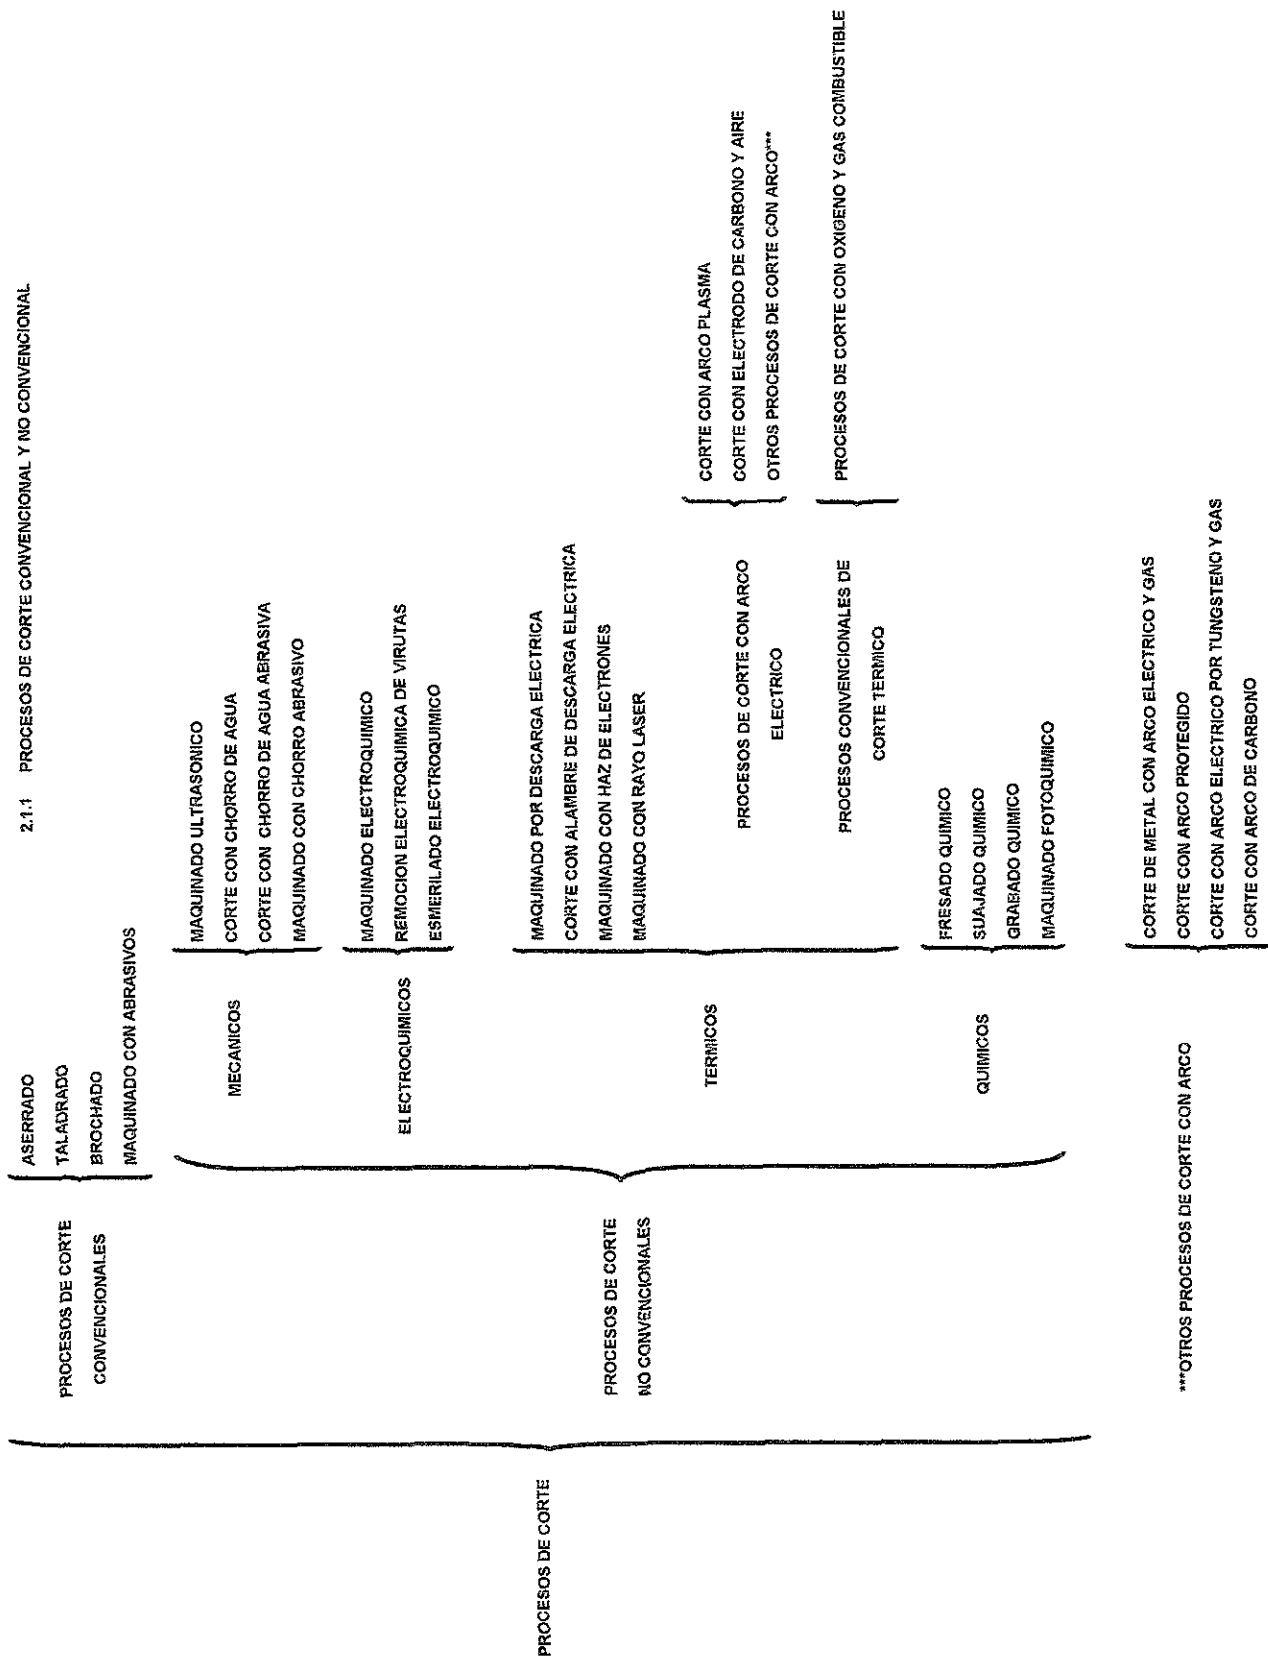 2.1.1 PROCESOS DE CORTE CONVENCIONAL Y NO CONVENCIONAL
PROCESOS DE CORTE
PROCESOS DE CORTE
CONVENCIONALES
ASERRADO
TALADRADO
BROCHADO
MAQUINADO CON ABRASIVOS
PROCESOS DE CORTE
NO CONVENCIONALES
MECANICOS
MAQUINADO ULTRASONICO
CORTE CON CHORRO DE AGUA
CORTE CON CHORRO DE AGUA ABRASIVA
MAQUINADO CON CHORRO ABRASIVO
ELECTROQUIMICOS
MAQUINADO ELECTROQUIMICO
REMOCION ELECTROQUIMICA DE VIRUTAS
ESMERILADO ELECTROQUIMICO
TERMICOS
MAQUINADO POR DESCARGA ELECTRICA
CORTE CON ALAMBRE DE DESCARGA ELECTRICA
MAQUINADO CON HAZ DE ELECTRONES
MAQUINADO CON RAYO LASER
PROCESOS DE CORTE CON ARCO
ELECTRICO
CORTE CON ARCO PLASMA
CORTE CON ELECTRODO DE CARBONO Y AIRE
OTROS PROCESOS DE CORTE CON ARCO***
PROCESOS CONVENCIONALES DE
CORTE TERMICO
PROCESOS DE CORTE CON OXIGENO Y GAS COMBUSTIBLE
QUIMICOS
FRESADO QUIMICO
SUAJADO QUIMICO
GRABADO QUIMICO
MAQUINADO FOTOQUIMICO
***OTROS PROCESOS DE CORTE CON ARCO
CORTE DE METAL CON ARCO ELECTRICO Y GAS
CORTE CON ARCO PROTEGIDO
CORTE CON ARCO ELECTRICO POR TUNGSTENO Y GAS
CORTE CON ARCO DE CARBONO